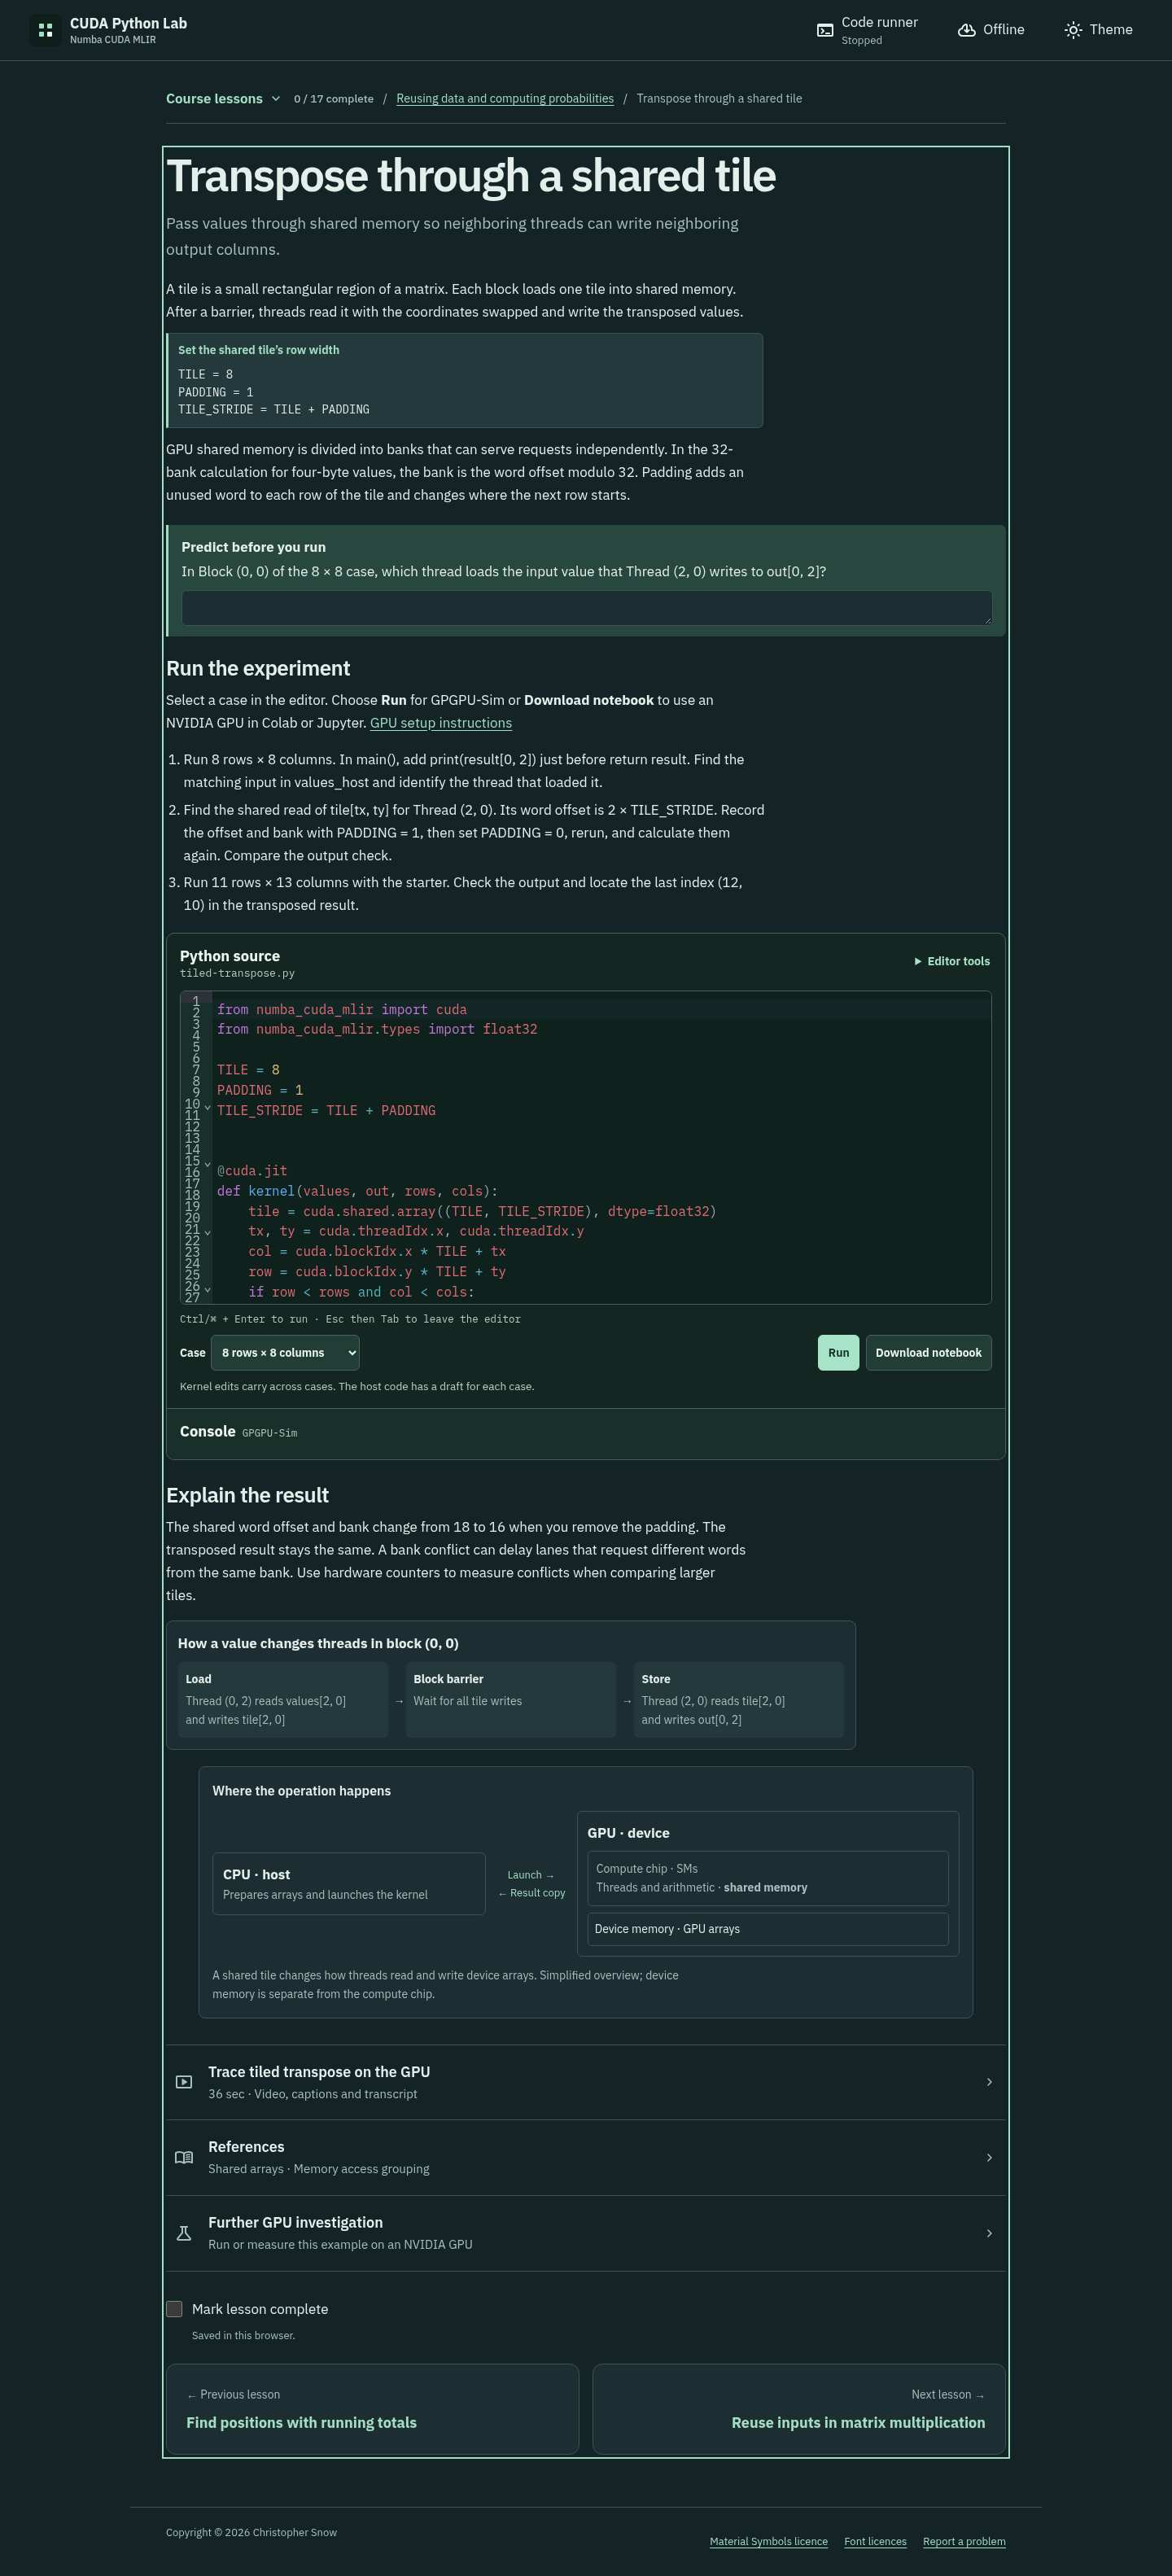 CUDA Python Lab
Numba CUDA MLIR
Code runner
Stopped
Offline
Theme
Course lessons
0 / 17 complete / Reusing data and computing probabilities / Transpose through a shared tile
Transpose through a shared tile
Pass values through shared memory so neighboring threads can write neighboring
output columns.
A tile is a small rectangular region of a matrix. Each block loads one tile into shared memory.
After a barrier, threads read it with the coordinates swapped and write the transposed values.
Set the shared tile’s row width
TILE = 8
PADDING = 1
TILE_STRIDE = TILE + PADDING
GPU shared memory is divided into banks that can serve requests independently. In the 32-
bank calculation for four-byte values, the bank is the word offset modulo 32. Padding adds an
unused word to each row of the tile and changes where the next row starts.
Predict before you run
In Block (0, 0) of the 8 × 8 case, which thread loads the input value that Thread (2, 0) writes to out[0, 2]?
Run the experiment
Select a case in the editor. Choose Run for GPGPU-Sim or Download notebook to use an
NVIDIA GPU in Colab or Jupyter. GPU setup instructions
1. Run 8 rows × 8 columns. In main(), add print(result[0, 2]) just before return result. Find the
matching input in values_host and identify the thread that loaded it.
2. Find the shared read of tile[tx, ty] for Thread (2, 0). Its word offset is 2 × TILE_STRIDE. Record
the offset and bank with PADDING = 1, then set PADDING = 0, rerun, and calculate them
again. Compare the output check.
3. Run 11 rows × 13 columns with the starter. Check the output and locate the last index (12,
10) in the transposed result.
Python source
tiled-transpose.py
▶ Editor tools
1
2
3
4
5
6
7
8
9
10
11
12
13
14
15
16
17
18
19
20
21
22
23
24
25
26
27
from numba_cuda_mlir import cuda
from numba_cuda_mlir.types import float32
TILE = 8
PADDING = 1
TILE_STRIDE = TILE + PADDING
@cuda.jit
def kernel(values, out, rows, cols):
tile = cuda.shared.array((TILE, TILE_STRIDE), dtype=float32)
tx, ty = cuda.threadIdx.x, cuda.threadIdx.y
col = cuda.blockIdx.x * TILE + tx
row = cuda.blockIdx.y * TILE + ty
if row < rows and col < cols:
Ctrl/⌘ + Enter to run · Esc then Tab to leave the editor
Case 8 rows × 8 columns
Run
Download notebook
Kernel edits carry across cases. The host code has a draft for each case.
Console GPGPU-Sim
Explain the result
The shared word offset and bank change from 18 to 16 when you remove the padding. The
transposed result stays the same. A bank conflict can delay lanes that request different words
from the same bank. Use hardware counters to measure conflicts when comparing larger
tiles.
How a value changes threads in block (0, 0)
Load
Thread (0, 2) reads values[2, 0]
and writes tile[2, 0]
→
Block barrier
Wait for all tile writes
→
Store
Thread (2, 0) reads tile[2, 0]
and writes out[0, 2]
Where the operation happens
CPU · host
Prepares arrays and launches the kernel
Launch →
← Result copy
GPU · device
Compute chip · SMs
Threads and arithmetic · shared memory
Device memory · GPU arrays
A shared tile changes how threads read and write device arrays. Simplified overview; device
memory is separate from the compute chip.
Trace tiled transpose on the GPU
36 sec · Video, captions and transcript
References
Shared arrays · Memory access grouping
Further GPU investigation
Run or measure this example on an NVIDIA GPU
Mark lesson complete
Saved in this browser.
← Previous lesson
Find positions with running totals
Next lesson →
Reuse inputs in matrix multiplication
Copyright © 2026 Christopher Snow
Material Symbols licence
Font licences
Report a problem